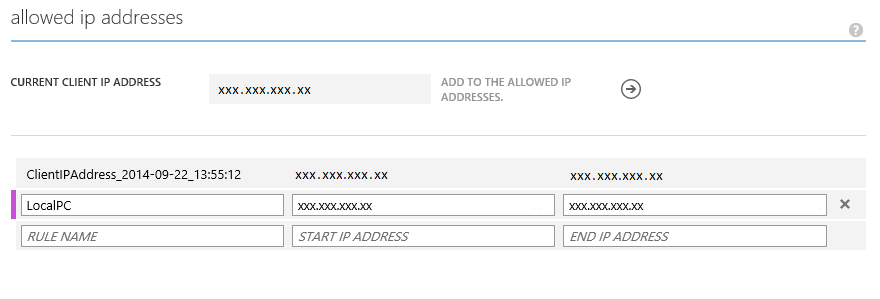 allowed ip addresses
?
CURRENT CLIENT IP ADDRESS
xxx.xxx.xxx.xx
ADD TO THE ALLOWED IP
ADDRESSES.
ClientIPAddress_2014-09-22_13:55:12 xxx.xxx.xxx.xx xxx.xxx.xxx.xx
LocalPC xxx.xxx.xxx.xx xxx.xxx.xxx.xx
RULE NAME START IP ADDRESS END IP ADDRESS